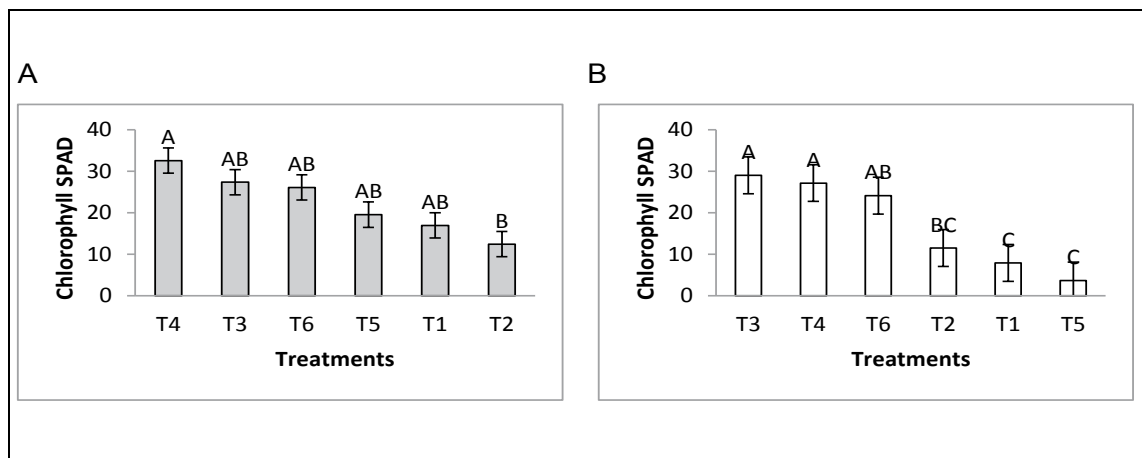 A
Chlorophyll SPAD
40
30
20
10
0
A
AB
AB
AB
AB
B
T4 T3 T6 T5 T1 T2
Treatments
B
Chlorophyll SPAD
40
30
20
10
0
A
A
AB
BC
C
C
T3 T4 T6 T2 T1 T5
Treatments